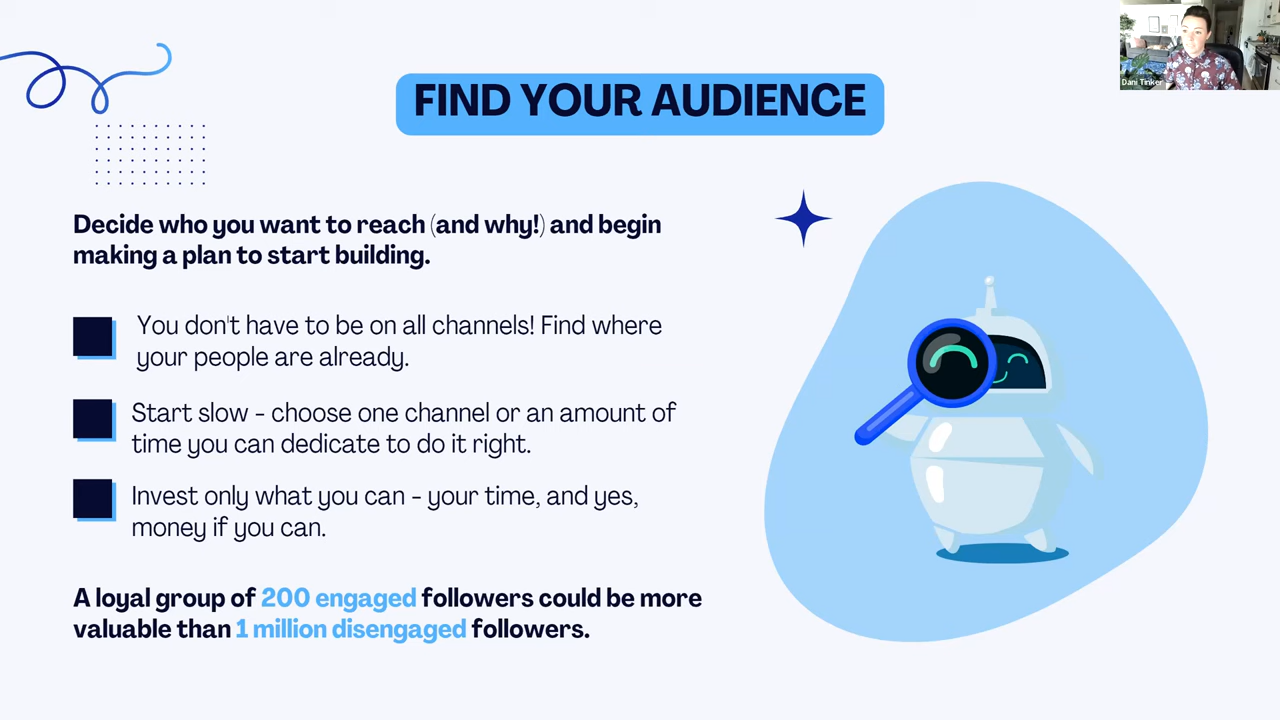 FIND YOUR AUDIENCE
Dani Tinker
Decide who you want to reach (and why!) and begin
making a plan to start building.
You don't have to be on all channels! Find where
your people are already.
Start slow - choose one channel or an amount of
time you can dedicate to do it right.
Invest only what you can - your time, and yes,
money if you can.
A loyal group of 200 engaged followers could be more
valuable than 1 million disengaged followers.